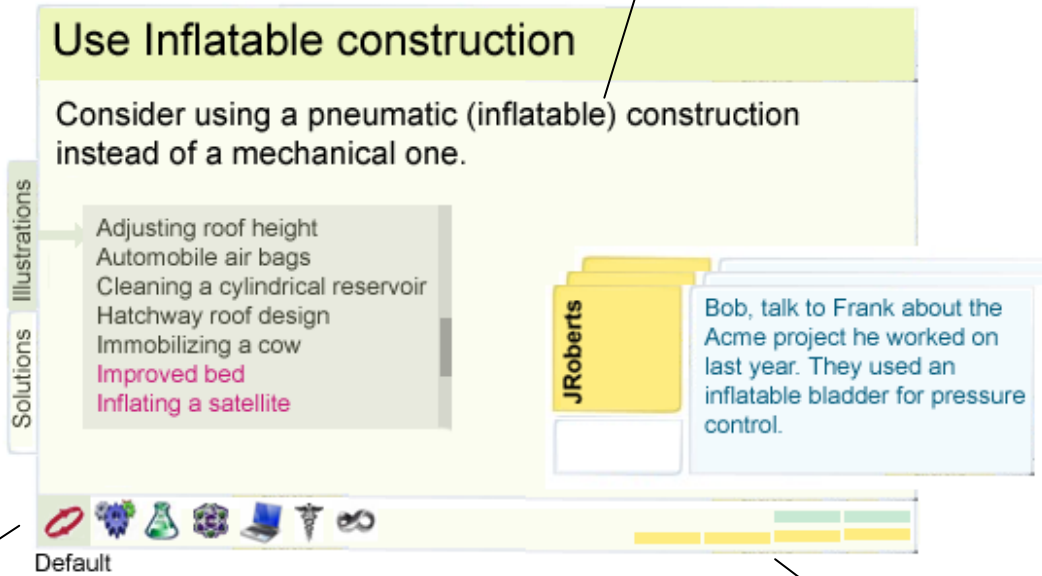 Use Inflatable construction
Consider using a pneumatic (inflatable) construction
instead of a mechanical one.
Illustrations
Solutions
Adjusting roof height
Automobile air bags
Cleaning a cylindrical reservoir
Hatchway roof design
Immobilizing a cow
Improved bed
Inflating a satellite
JRoberts
Bob, talk to Frank about the
Acme project he worked on
last year. They used an
inflatable bladder for pressure
control.
Default